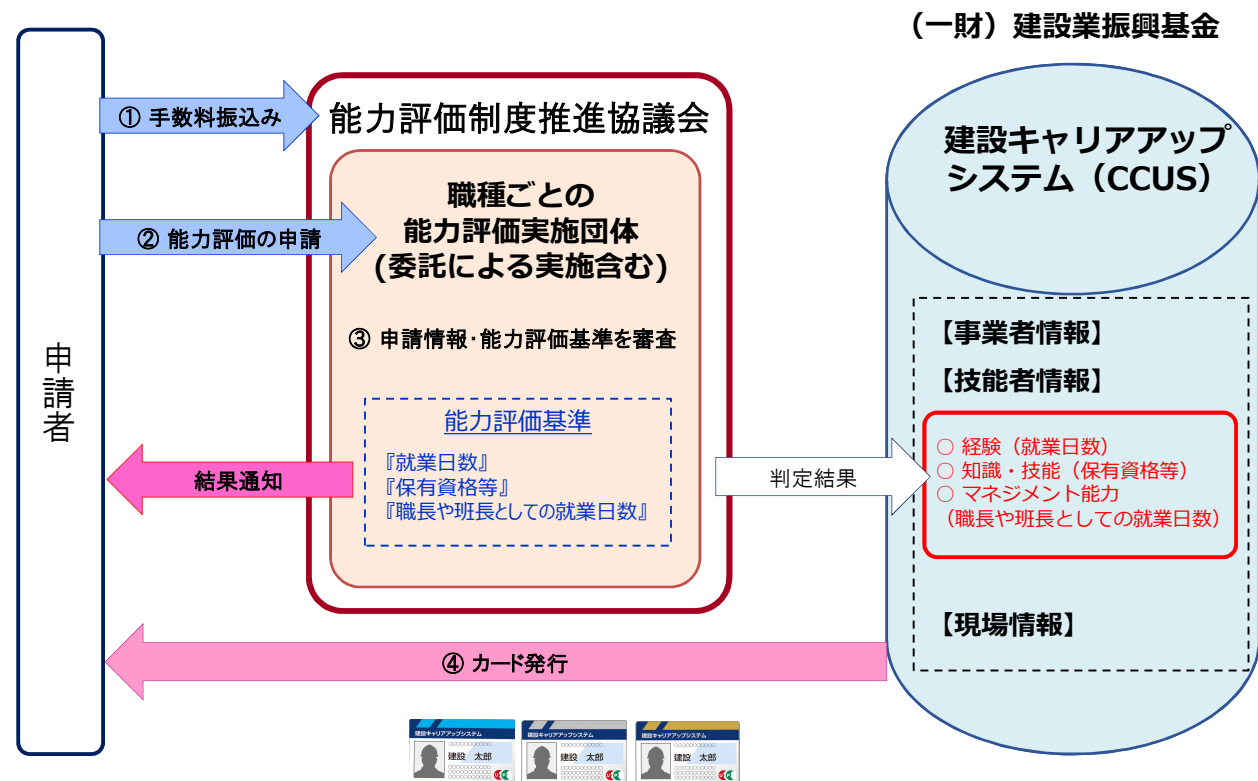 （一財）建設業振興基金
① 手数料振込み
能力評価制度推進協議会
建設キャリアアップ
システム（CCUS）
職種ごとの
能力評価実施団体
(委託による実施含む)
② 能力評価の申請
③ 申請情報･能力評価基準を審査
申請者
【事業者情報】
【技能者情報】
能力評価基準
『就業日数』
『保有資格等』
『職長や班長としての就業日数』
結果通知
判定結果
○ 経験（就業日数）
○ 知識・技能（保有資格等）
○ マネジメント能力
（職長や班長としての就業日数）
【現場情報】
④ カード発行
建設キャリアアップシステム
建設 太郎
建設キャリアアップシステム
建設 太郎
建設キャリアアップシステム
建設 太郎